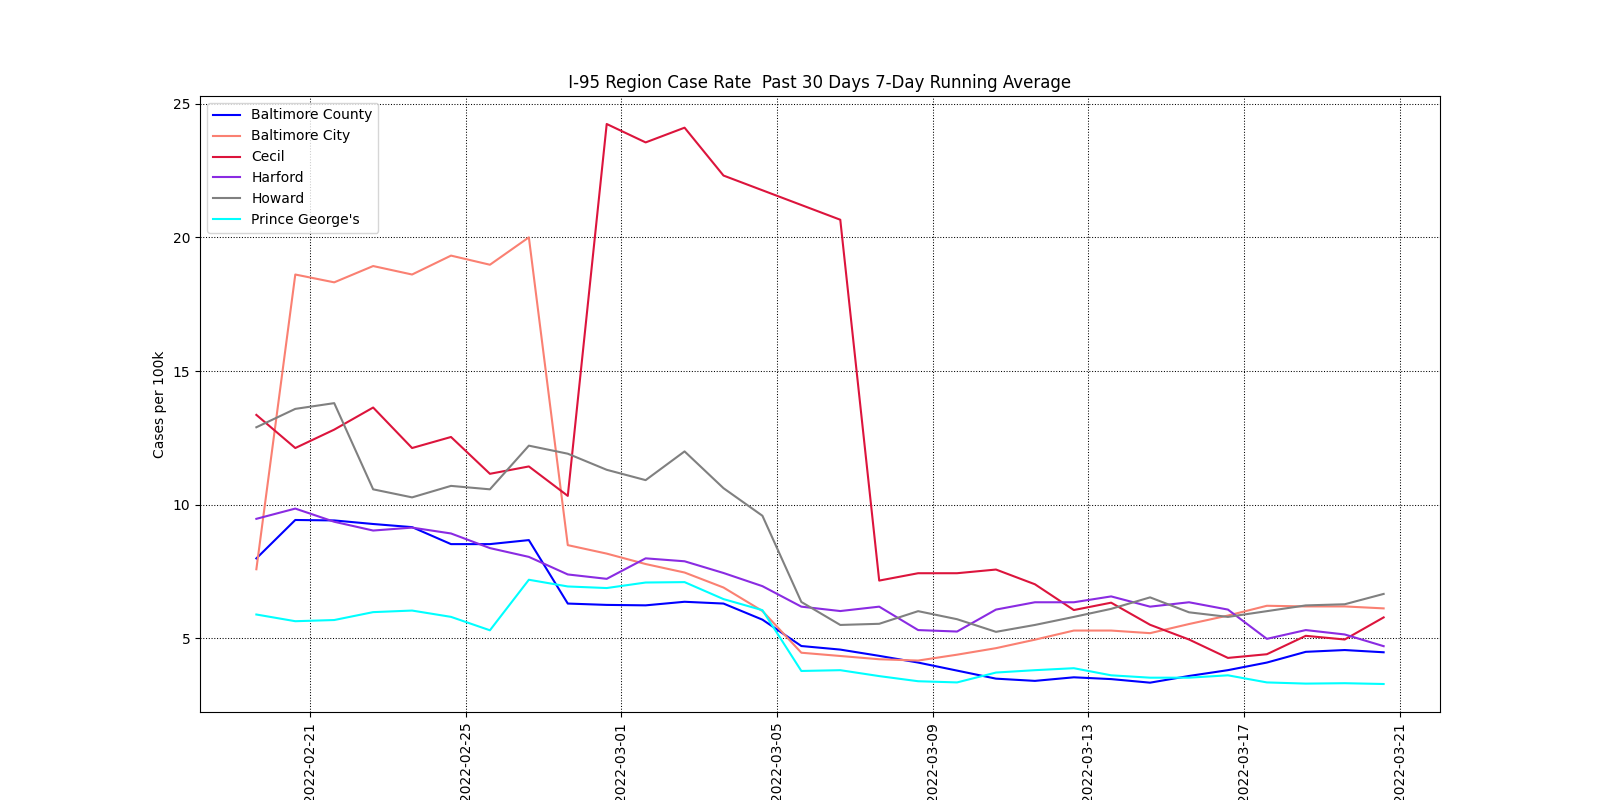 I-95 Region Case Rate  Past 30 Days 7-Day Running Average
Baltimore County
Baltimore City
Cecil
Harford
Howard
Prince George's
Cases per 100k
25
20
15
10
5
2022-02-21
2022-02-25
2022-03-01
2022-03-05
2022-03-09
2022-03-13
2022-03-17
2022-03-21